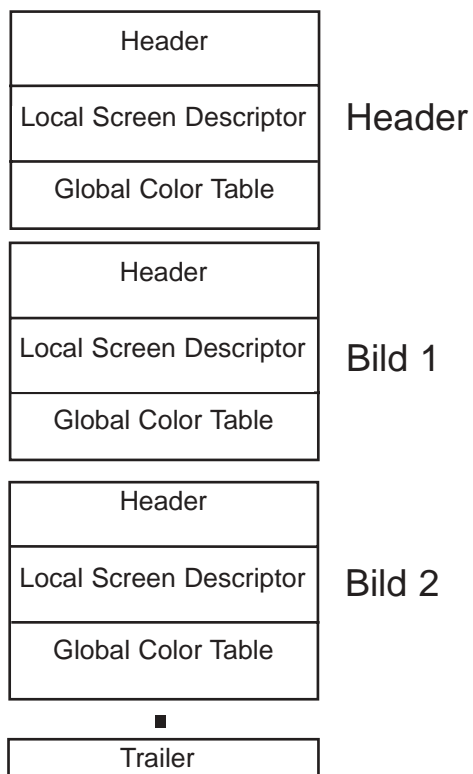 Header
Local Screen Descriptor
Header
Global Color Table
Header
Local Screen Descriptor
Bild 1
Global Color Table
Header
Local Screen Descriptor
Bild 2
Global Color Table
Trailer